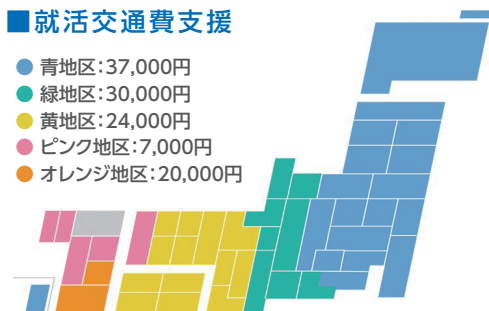 ■就活交通費支援
● 青地区：37,000円
● 緑地区：30,000円
● 黄地区：24,000円
● ピンク地区：7,000円
● オレンジ地区：20,000円